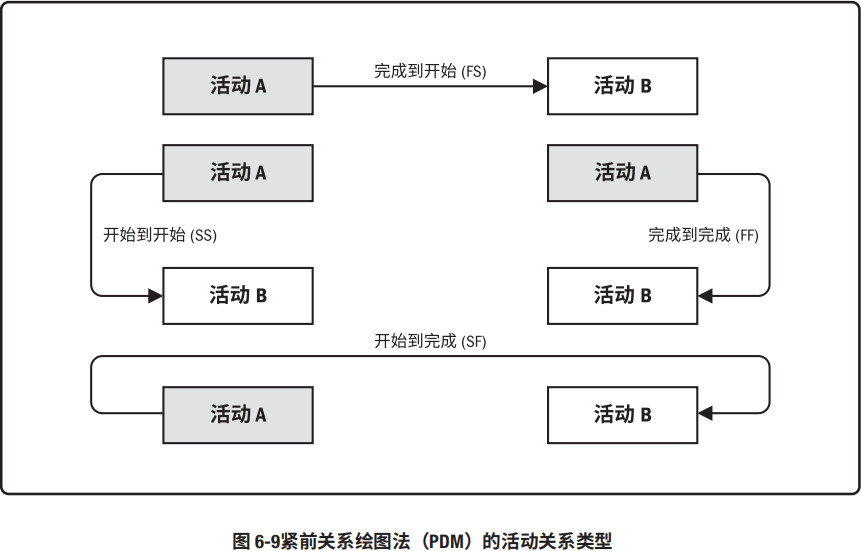 活动 A
完成到开始 (FS)
活动 B
活动 A
活动 A
开始到开始 (SS)
完成到完成 (FF)
活动 B
活动 B
开始到完成 (SF)
活动 A
活动 B
图 6-9紧前关系绘图法（PDM）的活动关系类型